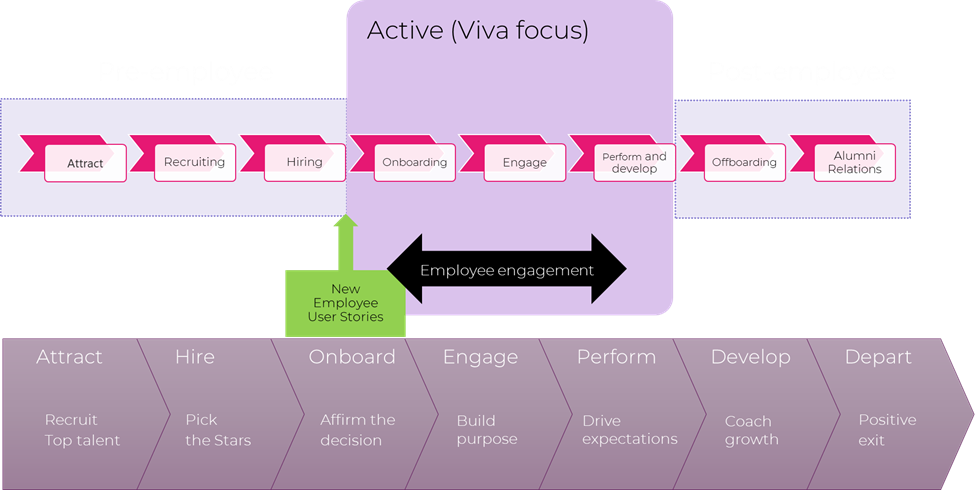 Active (Viva focus)
Attract
Recruiting
Hiring
Onboarding
Engage
Perform and
develop
Offboarding
Alumni
Relations
Employee engagement
New
Employee
User Stories
Attract
Hire
Onboard
Engage
Perform
Develop
Depart
Recruit
Top talent
Pick
the Stars
Affirm the
decision
Build
purpose
Drive
expectations
Coach
growth
Positive
exit